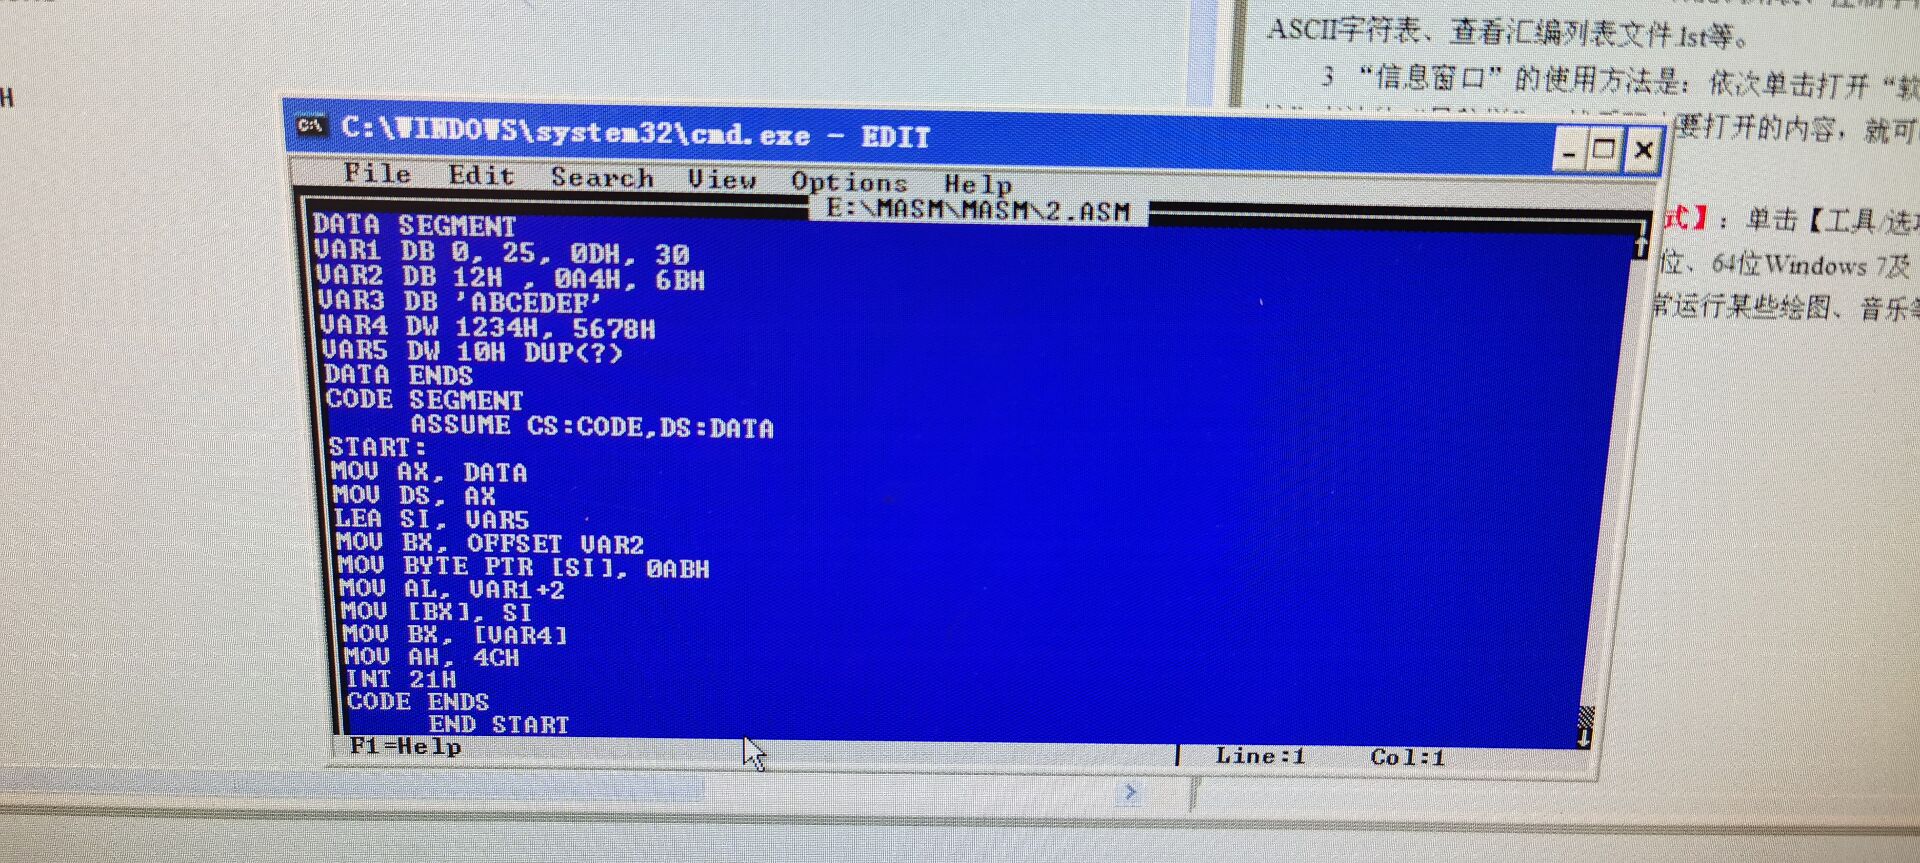 ASCII字符表、查看汇编列表文件.lst等。
3 “信息窗口”的使用方法是：依次单击打开“软
H
C:\WINDOWS\system32\cmd.exe - EDIT
要打开的内容，就可
File Edit Search View Options Help
E:\MASM\MASM\2.ASM
式】：单击【工具/选项
位、64位Windows 7及
常运行某些绘图、音乐等
DATA SEGMENT
VAR1 DB 0, 25, 0DH, 30
VAR2 DB 12H , 0A4H, 6BH
VAR3 DB 'ABCEDEF'
VAR4 DW 1234H, 5678H
VAR5 DW 10H DUP(?)
DATA ENDS
CODE SEGMENT
ASSUME CS:CODE,DS:DATA
START:
MOV AX, DATA
MOV DS, AX
LEA SI, VAR5
MOV BX, OFFSET VAR2
MOV BYTE PTR [SI], 0ABH
MOV AL, VAR1+2
MOV [BX], SI
MOV BX, [VAR4]
MOV AH, 4CH
INT 21H
CODE ENDS
END START
F1=Help
Line:1 Col:1